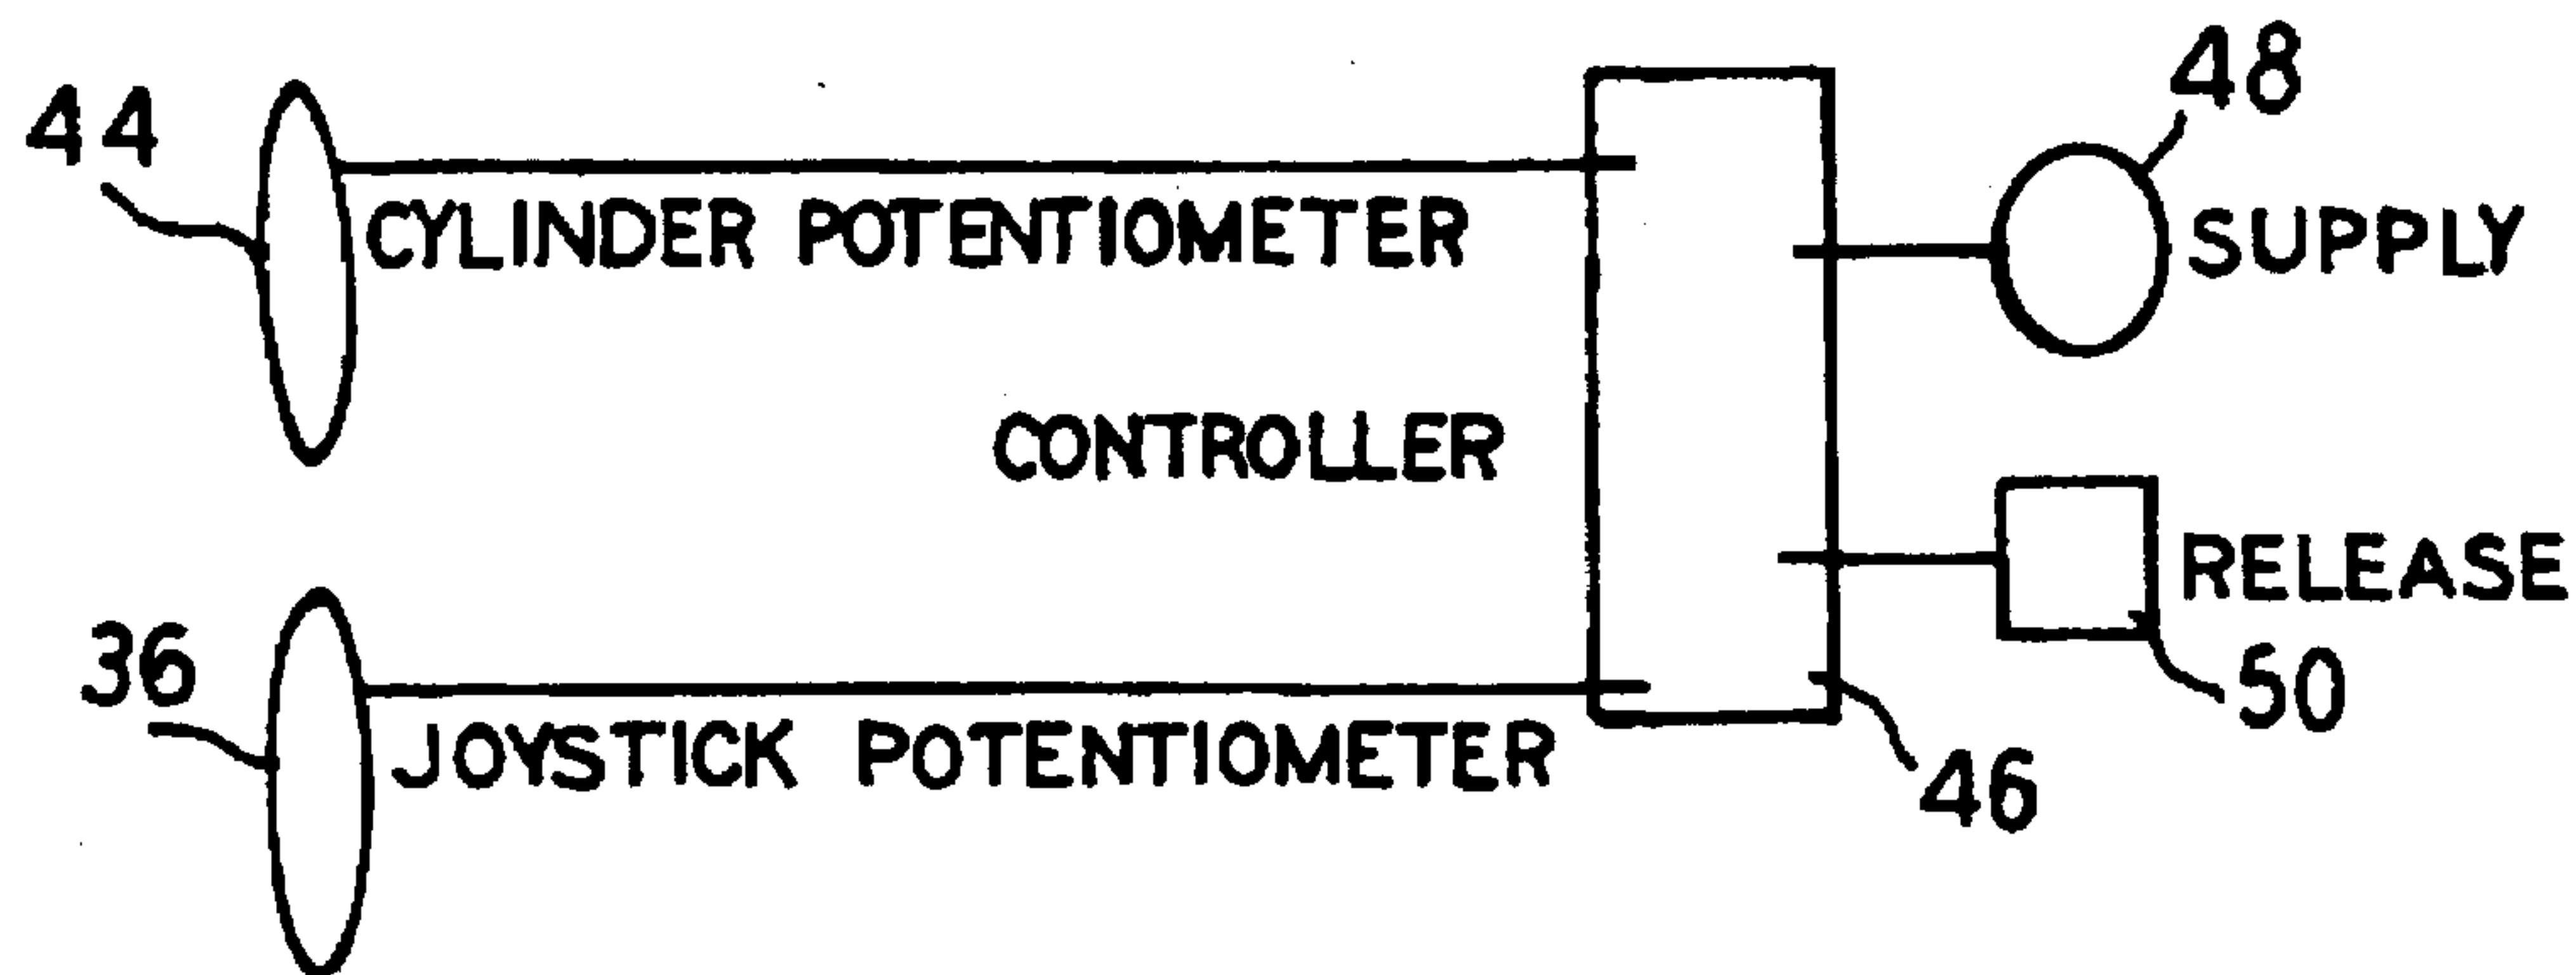 48
44
CYLINDER POTENTIOMETER
SUPPLY
CONTROLLER
RELEASE
36
50
JOYSTICK POTENTIOMETER
46